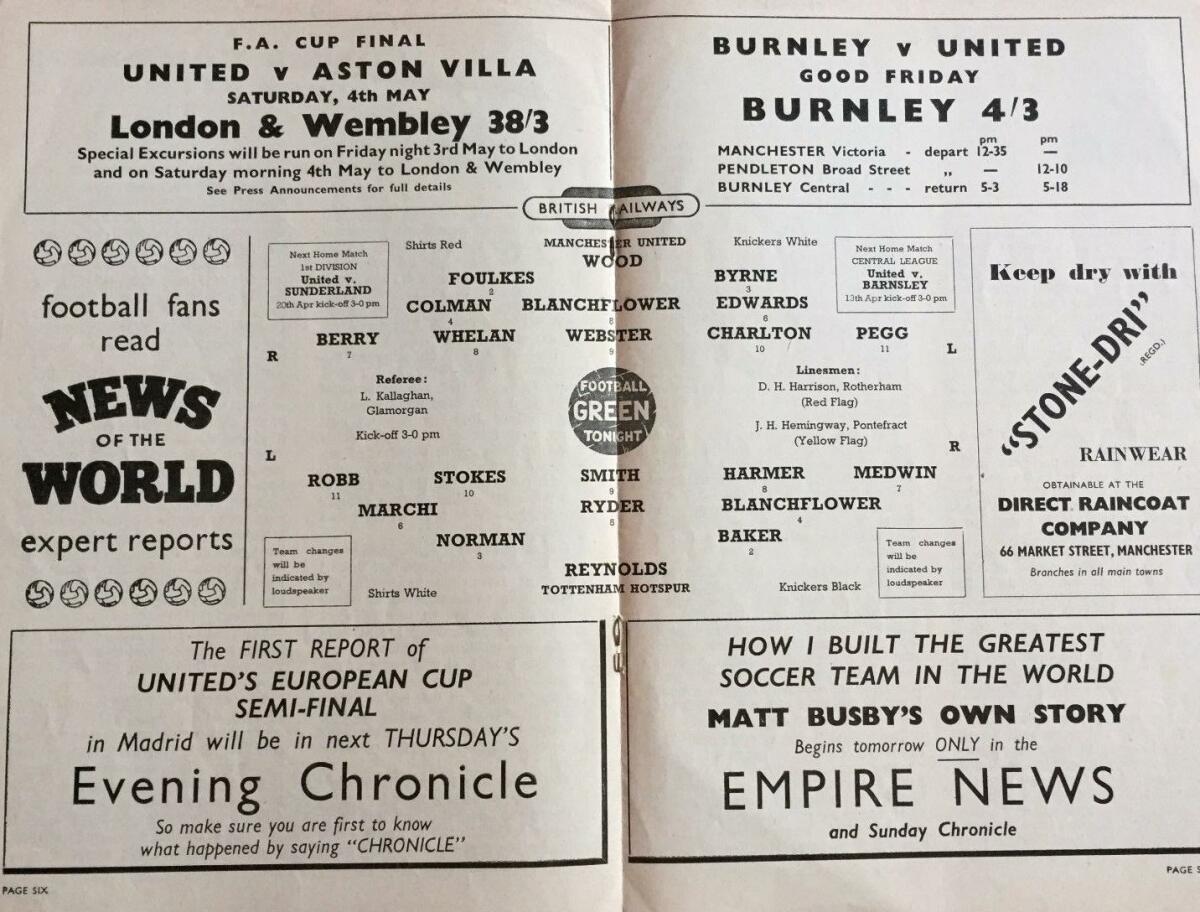 F.A. CUP FINAL
UNITED v ASTON VILLA
SATURDAY, 4th MAY
London & Wembley 38/3
Special Excursions will be run on Friday night 3rd May to London
and on Saturday morning 4th May to London & Wembley
See Press Announcements for full details
BURNLEY v UNITED
GOOD FRIDAY
BURNLEY 4/3
pm pm
MANCHESTER Victoria - depart 12-35 —
PENDLETON Broad Street „ — 12-10
BURNLEY Central - - - return 5-3 5-18
BRITISH RAILWAYS
football fans
read
NEWS
OF THE
WORLD
expert reports
Next Home Match
1st DIVISION
United v.
SUNDERLAND
20th Apr kick-off 3-0 pm
Shirts Red
MANCHESTER UNITED
Knickers White
Next Home Match
CENTRAL LEAGUE
United v.
BARNSLEY
13th Apr kick-off 3-0 pm
WOOD
FOULKES BYRNE
2 3
COLMAN BLANCHFLOWER EDWARDS
4 6
BERRY WHELAN WEBSTER CHARLTON PEGG
7 8 9 10 11
R L
Referee:
L. Kallaghan,
Glamorgan
Kick-off 3-0 pm
FOOTBALL
GREEN
TONIGHT
Linesmen:
D. H. Harrison, Rotherham
(Red Flag)
J. H. Hemingway, Pontefract
(Yellow Flag)
L R
ROBB STOKES SMITH HARMER MEDWIN
11 10 9 8 7
MARCHI RYDER BLANCHFLOWER
6 5 4
NORMAN BAKER
3 2
REYNOLDS
TOTTENHAM HOTSPUR
Team changes
will be
indicated by
loudspeaker
Shirts White
Knickers Black
Team changes
will be
indicated by
loudspeaker
Keep dry with
"STONE-DRI"
(REGD.)
RAINWEAR
OBTAINABLE AT THE
DIRECT RAINCOAT
COMPANY
66 MARKET STREET, MANCHESTER
Branches in all main towns
The FIRST REPORT of
UNITED'S EUROPEAN CUP
SEMI-FINAL
in Madrid will be in next THURSDAY'S
Evening Chronicle
So make sure you are first to know
what happened by saying "CHRONICLE"
HOW I BUILT THE GREATEST
SOCCER TEAM IN THE WORLD
MATT BUSBY'S OWN STORY
Begins tomorrow ONLY in the
EMPIRE NEWS
and Sunday Chronicle
PAGE SIX
PAGE S